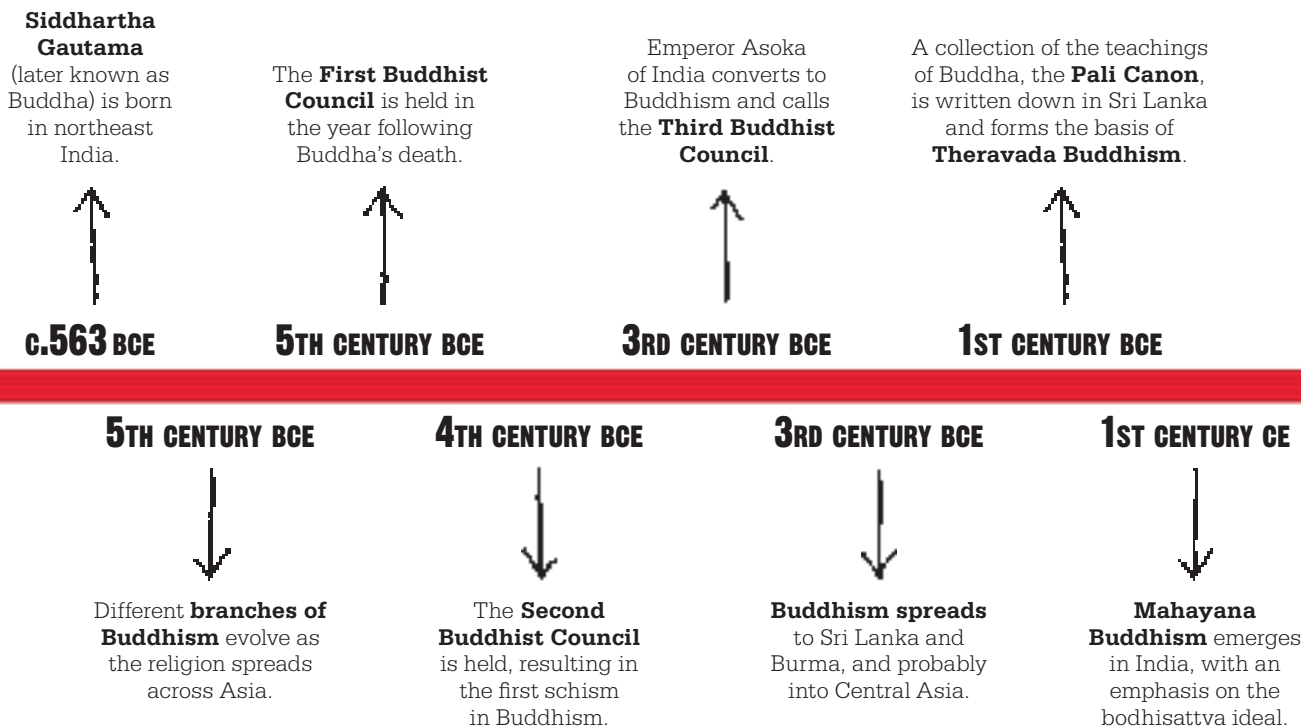 Siddhartha
Gautama
(later known as
Buddha) is born
in northeast
India.
The First Buddhist
Council is held in
the year following
Buddha's death.
Emperor Asoka
of India converts to
Buddhism and calls
the Third Buddhist
Council.
A collection of the teachings
of Buddha, the Pali Canon,
is written down in Sri Lanka
and forms the basis of
Theravada Buddhism.
C.563 BCE
5TH CENTURY BCE
3RD CENTURY BCE
1ST CENTURY BCE
5TH CENTURY BCE
4TH CENTURY BCE
3RD CENTURY BCE
1ST CENTURY CE
Different branches of
Buddhism evolve as
the religion spreads
across Asia.
The Second
Buddhist Council
is held, resulting in
the first schism
in Buddhism.
Buddhism spreads
to Sri Lanka and
Burma, and probably
into Central Asia.
Mahayana
Buddhism emerges
in India, with an
emphasis on the
bodhisattva ideal.